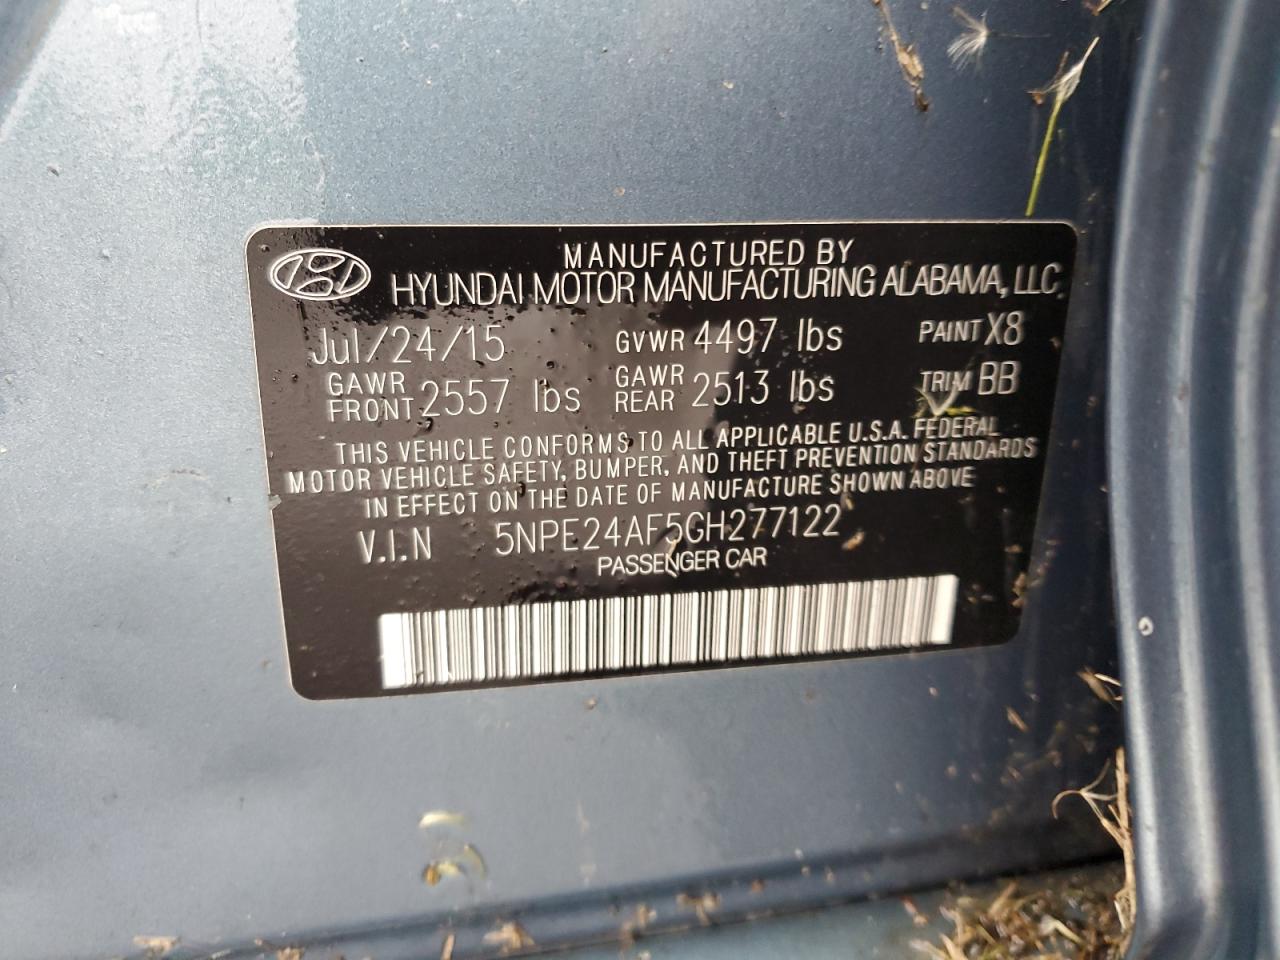 MANUFACTURED BY
HYUNDAI MOTOR MANUFACTURING ALABAMA, LLC.
Jul/24/15 GVWR 4497 lbs PAINT X8
GAWR FRONT 2557 lbs GAWR REAR 2513 lbs TRIM BB
THIS VEHICLE CONFORMS TO ALL APPLICABLE U.S.A. FEDERAL
MOTOR VEHICLE SAFETY, BUMPER, AND THEFT PREVENTION STANDARDS
IN EFFECT ON THE DATE OF MANUFACTURE SHOWN ABOVE
V.I.N 5NPE24AF5GH277122
PASSENGER CAR